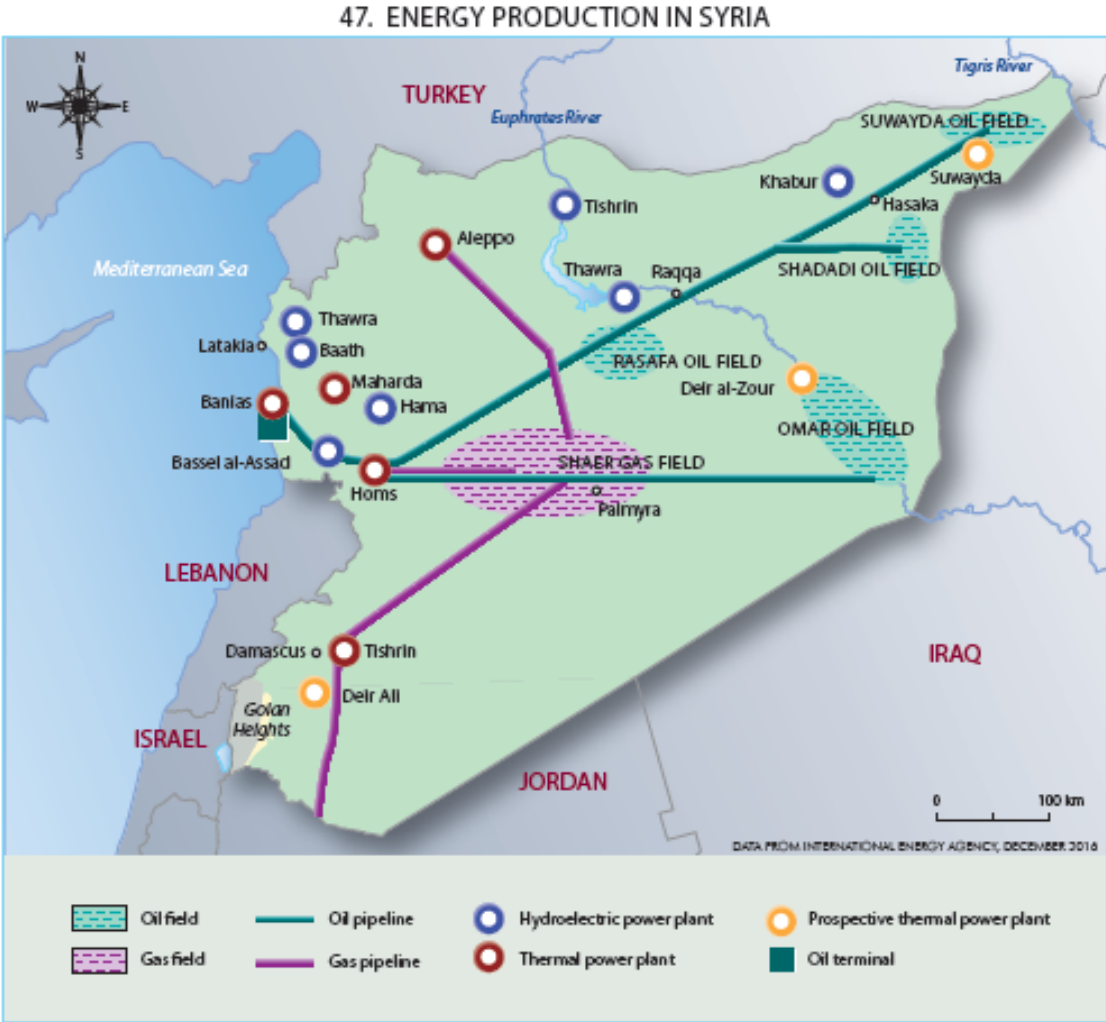 47. ENERGY PRODUCTION IN SYRIA
N
W
E
S
TURKEY
Tigris River
Euphrates River
SUWAYDA OIL FIELD
Suwayda
Khabur
Hasaka
Tishrin
Aleppo
Mediterranean Sea
Thawra
Raqqa
SHADADI OIL FIELD
Thawra
Latakia
Baath
RASAFA OIL FIELD
Maharda
Deir al-Zour
Banias
Hama
OMAR OIL FIELD
Bassel al-Assad
SHAER GAS FIELD
Homs
Palmyra
LEBANON
Damascus
Tishrin
IRAQ
Deir Ali
Golan
Heights
ISRAEL
JORDAN
0
100 km
DATA FROM INTERNATIONAL ENERGY AGENCY, DECEMBER 2016
Oil field
Oil pipeline
Hydroelectric power plant
Prospective thermal power plant
Gas field
Gas pipeline
Thermal power plant
Oil terminal